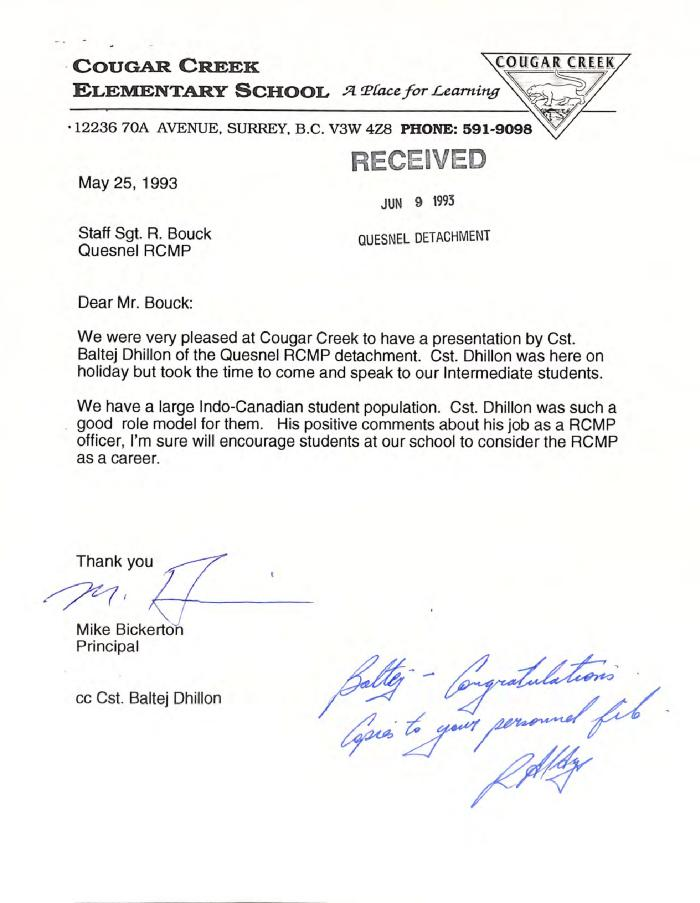 COUGAR CREEK
ELEMENTARY SCHOOL A Place for Learning
COUGAR CREEK
12236 70A AVENUE, SURREY, B.C. V3W 4Z8 PHONE: 591-9098
RECEIVED
May 25, 1993
JUN 9 1993
Staff Sgt. R. Bouck
QUESNEL DETACHMENT
Quesnel RCMP
Dear Mr. Bouck:
We were very pleased at Cougar Creek to have a presentation by Cst.
Baltej Dhillon of the Quesnel RCMP detachment. Cst. Dhillon was here on
holiday but took the time to come and speak to our Intermediate students.
We have a large Indo-Canadian student population. Cst. Dhillon was such a
good role model for them. His positive comments about his job as a RCMP
officer, I'm sure will encourage students at our school to consider the RCMP
as a career.
Thank you
M.
Mike Bickerton
Principal
cc Cst. Baltej Dhillon
Baltej - Congratulations
Copies to your personnel file